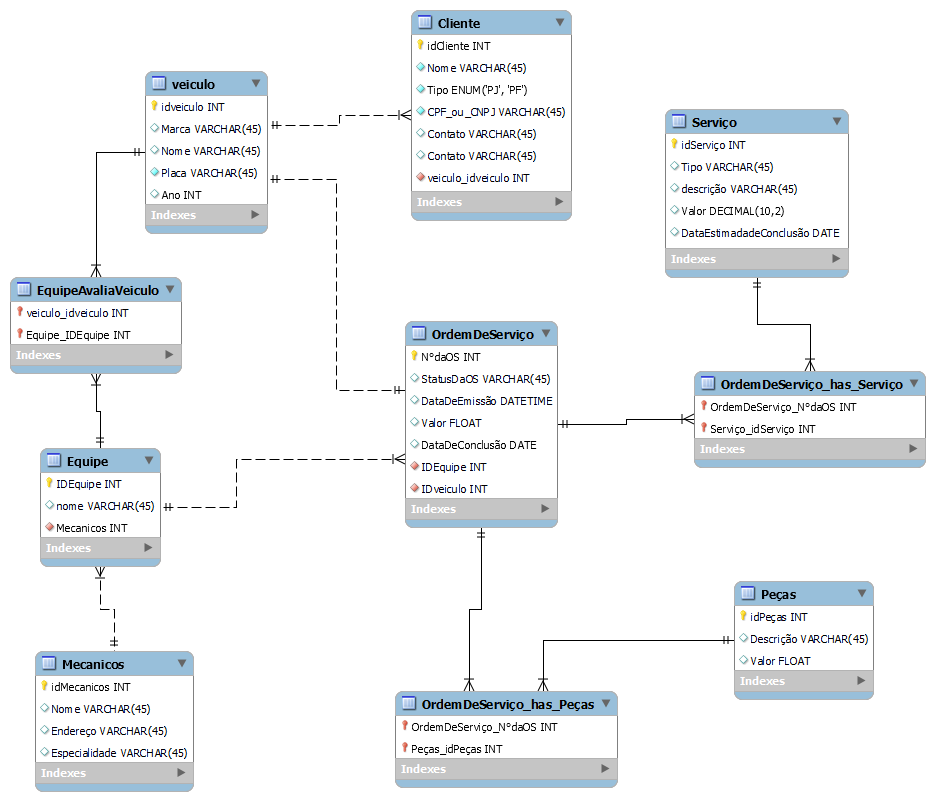 Cliente
idCliente INT
Nome VARCHAR(45)
Tipo ENUM('PJ', 'PF')
CPF_ou_CNPJ VARCHAR(45)
Contato VARCHAR(45)
Contato VARCHAR(45)
veiculo_idveiculo INT
Indexes
veiculo
idveiculo INT
Marca VARCHAR(45)
Nome VARCHAR(45)
Placa VARCHAR(45)
Ano INT
Indexes
Serviço
idServiço INT
Tipo VARCHAR(45)
descrição VARCHAR(45)
Valor DECIMAL(10,2)
DataEstimadadeConclusão DATE
Indexes
EquipeAvaliaVeiculo
veiculo_idveiculo INT
Equipe_IDEquipe INT
Indexes
OrdemDeServiço
N°daOS INT
StatusDaOS VARCHAR(45)
DataDeEmissão DATETIME
Valor FLOAT
DataDeConclusão DATE
IDEquipe INT
IDveiculo INT
Indexes
OrdemDeServiço_has_Serviço
OrdemDeServiço_N°daOS INT
Serviço_idServiço INT
Indexes
Equipe
IDEquipe INT
nome VARCHAR(45)
Mecanicos INT
Indexes
Peças
idPeças INT
Descrição VARCHAR(45)
Valor FLOAT
Indexes
Mecanicos
idMecanicos INT
Nome VARCHAR(45)
Endereço VARCHAR(45)
Especialidade VARCHAR(45)
Indexes
OrdemDeServiço_has_Peças
OrdemDeServiço_N°daOS INT
Peças_idPeças INT
Indexes